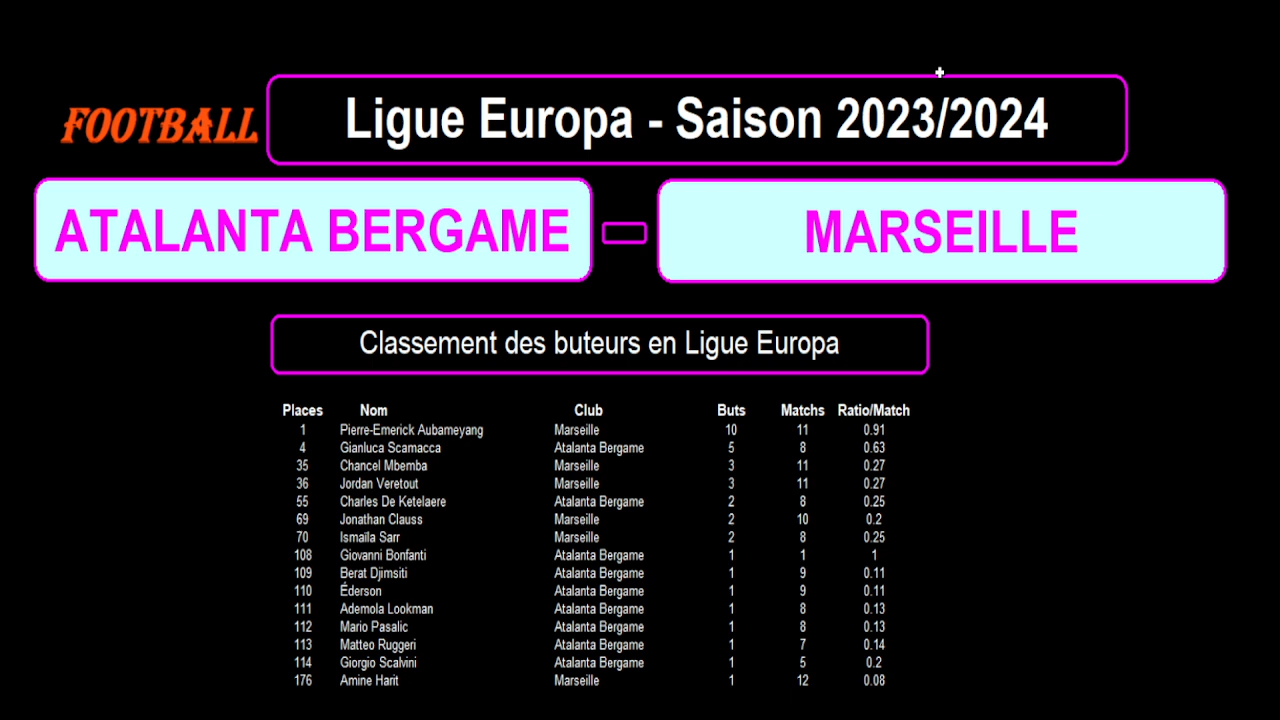 FOOTBALL Ligue Europa - Saison 2023/2024
ATALANTA BERGAME MARSEILLE
Classement des buteurs en Ligue Europa
Places Nom Club Buts Matchs Ratio/Match
1 Pierre-Emerick Aubameyang Marseille 10 11 0.91
4 Gianluca Scamacca Atalanta Bergame 5 8 0.63
35 Chancel Mbemba Marseille 3 11 0.27
36 Jordan Veretout Marseille 3 11 0.27
55 Charles De Ketelaere Atalanta Bergame 2 8 0.25
69 Jonathan Clauss Marseille 2 10 0.2
70 Ismaïla Sarr Marseille 2 8 0.25
108 Giovanni Bonfanti Atalanta Bergame 1 1 1
109 Berat Djimsiti Atalanta Bergame 1 9 0.11
110 Éderson Atalanta Bergame 1 9 0.11
111 Ademola Lookman Atalanta Bergame 1 8 0.13
112 Mario Pasalic Atalanta Bergame 1 8 0.13
113 Matteo Ruggeri Atalanta Bergame 1 7 0.14
114 Giorgio Scalvini Atalanta Bergame 1 5 0.2
176 Amine Harit Marseille 1 12 0.08